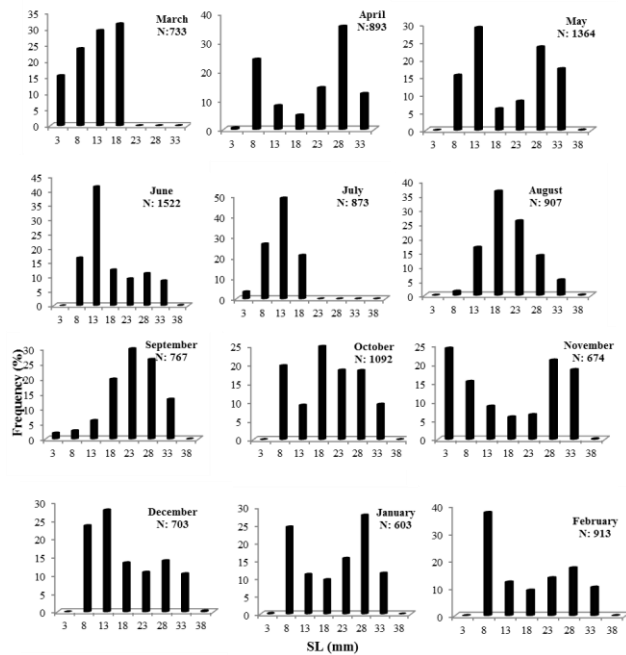 March
N:733
35
30
25
20
15
10
5
0
3 8 13 18 23 28 33
April
N:893
40
30
20
10
0
3 8 13 18 23 28 33
May
N: 1364
35
30
25
20
15
10
5
0
3 8 13 18 23 28 33 38
June
N: 1522
45
40
35
30
25
20
15
10
5
0
3 8 13 18 23 28 33 38
July
N: 873
50
40
30
20
10
0
3 8 13 18 23 28 33 38
August
N: 907
40
35
30
25
20
15
10
5
0
3 8 13 18 23 28 33 38
Frequency (%)
September
N: 767
30
25
20
15
10
5
0
3 8 13 18 23 28 33 38
October
N: 1092
25
20
15
10
5
0
3 8 13 18 23 28 33 38
November
N: 674
25
20
15
10
5
0
3 8 13 18 23 28 33 38
December
N: 703
30
25
20
15
10
5
0
3 8 13 18 23 28 33 38
January
N: 603
30
25
20
15
10
5
0
3 8 13 18 23 28 33 38
February
N: 913
40
30
20
10
0
3 8 13 18 23 28 33 38
SL (mm)